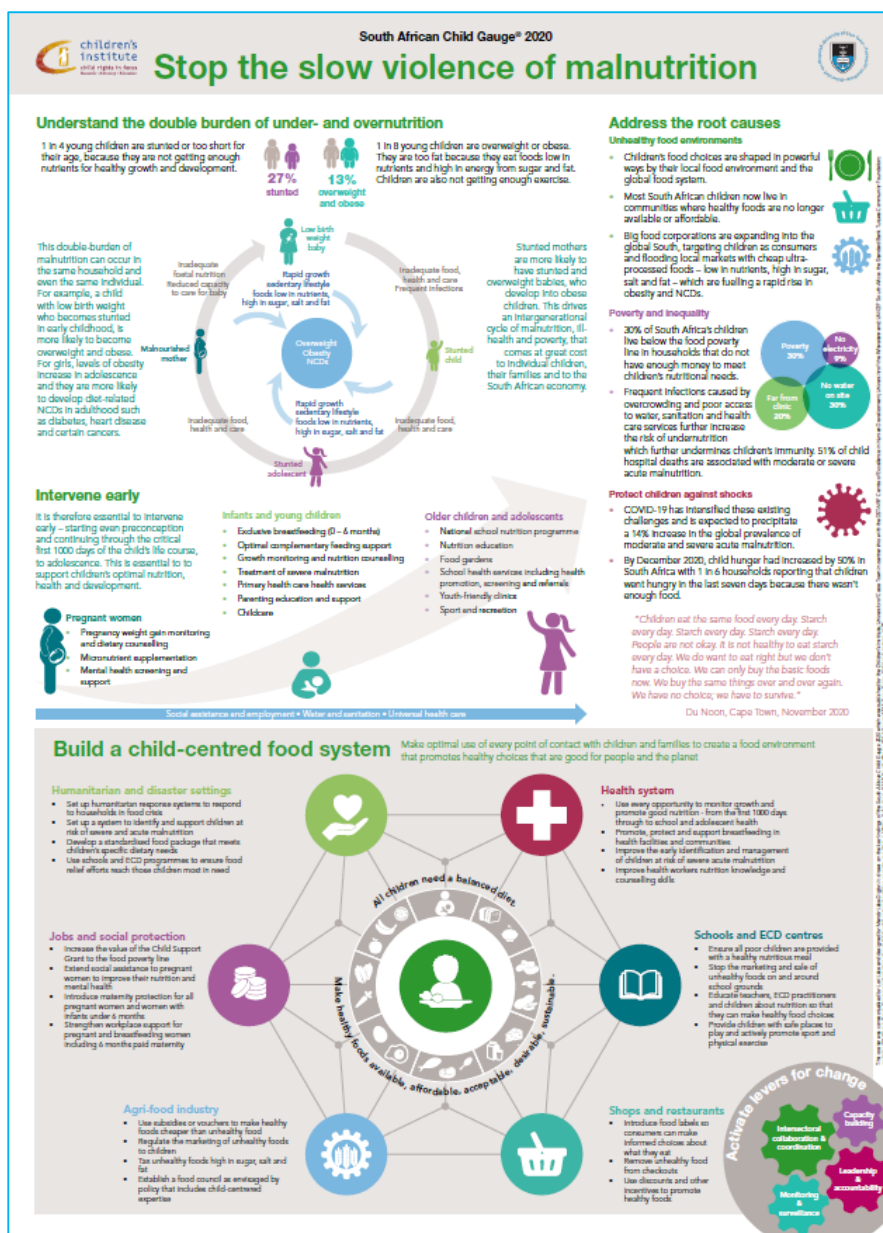 children's
institute
child rights in focus
Research • Advocacy • Education
South African Child Gauge® 2020
Stop the slow violence of malnutrition
Understand the double burden of under- and overnutrition
1 in 4 young children are stunted or too short for
their age, because they are not getting enough
nutrients for healthy growth and development.
27%
stunted
13%
overweight
and obese
1 in 8 young children are overweight or obese.
They are too fat because they eat foods low in
nutrients and high in energy from sugar and fat.
Children are also not getting enough exercise.
This double-burden of
malnutrition can occur in
the same household and
even the same individual.
For example, a child
with low birth weight
who becomes stunted
in early childhood, is
more likely to become
overweight and obese.
For girls, levels of obesity
increase in adolescence
and they are more likely
to develop diet-related
NCDs in adulthood such
as diabetes, heart disease
and certain cancers.
Low birth
weight
baby
Inadequate
foetal nutrition
Reduced capacity
to care for baby
Rapid growth
sedentary lifestyle
foods low in nutrients,
high in sugar, salt and fat
Inadequate food,
health and care
Frequent infections
Malnourished
mother
Overweight
Obesity
NCDs
Stunted
child
Inadequate food,
health and care
Rapid growth
sedentary lifestyle
foods low in nutrients,
high in sugar, salt and fat
Inadequate food,
health and care
Stunted
adolescent
Stunted mothers
are more likely to
have stunted and
overweight babies, who
develop into obese
children. This drives
an intergenerational
cycle of malnutrition, ill-
health and poverty, that
comes at great cost
to individual children,
their families and to the
South African economy.
Intervene early
It is therefore essential to intervene
early – starting even preconception
and continuing through the critical
first 1000 days of the child's life course,
to adolescence. This is essential to to
support children's optimal nutrition,
health and development.
Pregnant women
• Pregnancy weight gain monitoring
and dietary counselling
• Micronutrient supplementation
• Mental health screening and
support
Infants and young children
• Exclusive breastfeeding (0 – 6 months)
• Optimal complementary feeding support
• Growth monitoring and nutrition counselling
• Treatment of severe malnutrition
• Primary health care health services
• Parenting education and support
• Childcare
Older children and adolescents
• National school nutrition programme
• Nutrition education
• Food gardens
• School health services including health
promotion, screening and referrals
• Youth-friendly clinics
• Sport and recreation
Social assistance and employment • Water and sanitation • Universal health care
Address the root causes
Unhealthy food environments
• Children's food choices are shaped in powerful
ways by their local food environment and the
global food system.
• Most South African children now live in
communities where healthy foods are no longer
available or affordable.
• Big food corporations are expanding into the
global South, targeting children as consumers
and flooding local markets with cheap ultra-
processed foods – low in nutrients, high in sugar,
salt and fat – which are fuelling a rapid rise in
obesity and NCDs.
Poverty and inequality
• 30% of South Africa's children
live below the food poverty
line in households that do not
have enough money to meet
children's nutritional needs.
• Frequent infections caused by
overcrowding and poor access
to water, sanitation and health
care services further increase
the risk of undernutrition
which further undermines children's immunity. 51% of child
hospital deaths are associated with moderate or severe
acute malnutrition.
Poverty
30%
No
electricity
9%
Far from
clinic
20%
No water
on site
30%
Protect children against shocks
• COVID-19 has intensified these existing
challenges and is expected to precipitate
a 14% increase in the global prevalence of
moderate and severe acute malnutrition.
• By December 2020, child hunger had increased by 50% in
South Africa with 1 in 6 households reporting that children
went hungry in the last seven days because there wasn't
enough food.
"Children eat the same food every day. Starch
every day. Starch every day. Starch every day.
People are not okay. It is not healthy to eat starch
every day. We do want to eat right but we don't
have a choice. We can only buy the basic foods
now. We buy the same things over and over again.
We have no choice; we have to survive."
Du Noon, Cape Town, November 2020
Build a child-centred food system
Make optimal use of every point of contact with children and families to create a food environment
that promotes healthy choices that are good for people and the planet
Humanitarian and disaster settings
• Set up humanitarian response systems to respond
to households in food crisis
• Set up a system to identify and support children at
risk of severe and acute malnutrition
• Develop a standardised food package that meets
children's specific dietary needs
• Use schools and ECD programmes to ensure food
relief efforts reach those children most in need
Health system
• Use every opportunity to monitor growth and
promote good nutrition - from the first 1000 days
through to school and adolescent health
• Promote, protect and support breastfeeding in
health facilities and communities
• Improve the early identification and management
of children at risk of severe acute malnutrition
• Improve health workers nutrition knowledge and
counselling skills
Jobs and social protection
• Increase the value of the Child Support
Grant to the food poverty line
• Extend social assistance to pregnant
women to improve their nutrition and
mental health
• Introduce maternity protection for all
pregnant women and women with
infants under 6 months
• Strengthen workplace support for
pregnant and breastfeeding women
including 6 months paid maternity
All children need a balanced diet.
Make healthy foods available, affordable, acceptable, desirable, sustainable.
Schools and ECD centres
• Ensure all poor children are provided
with a healthy nutritious meal
• Stop the marketing and sale of
unhealthy foods on and around
school grounds
• Educate teachers, ECD practitioners
and children about nutrition so that
they can make healthy food choices
• Provide children with safe places to
play and actively promote sport and
physical exercise
Agri-food industry
• Use subsidies or vouchers to make healthy
foods cheaper than unhealthy food
• Regulate the marketing of unhealthy foods
to children
• Tax unhealthy foods high in sugar, salt and
fat
• Establish a food council as envisaged by
policy that includes child-centred
expertise
Shops and restaurants
• Introduce food labels so
consumers can make
informed choices about
what they eat
• Remove unhealthy food
from checkouts
• Use discounts and other
incentives to promote
healthy foods
Activate levers for change
Intersectoral
collaboration &
coordination
Capacity
building
Leadership
&
accountability
Monitoring
&
surveillance